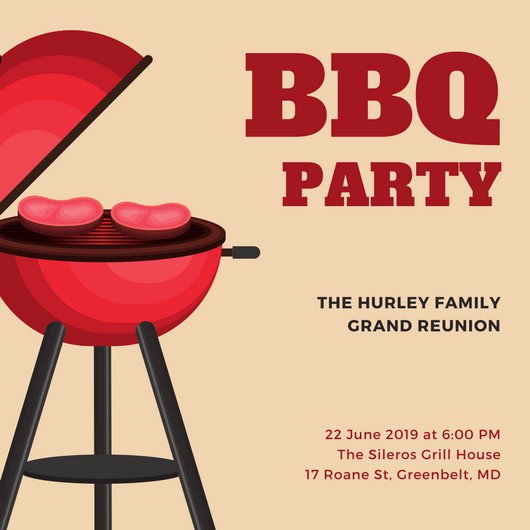 BBQ
PARTY
THE HURLEY FAMILY
GRAND REUNION
22 June 2019 at 6:00 PM
The Sileros Grill House
17 Roane St, Greenbelt, MD